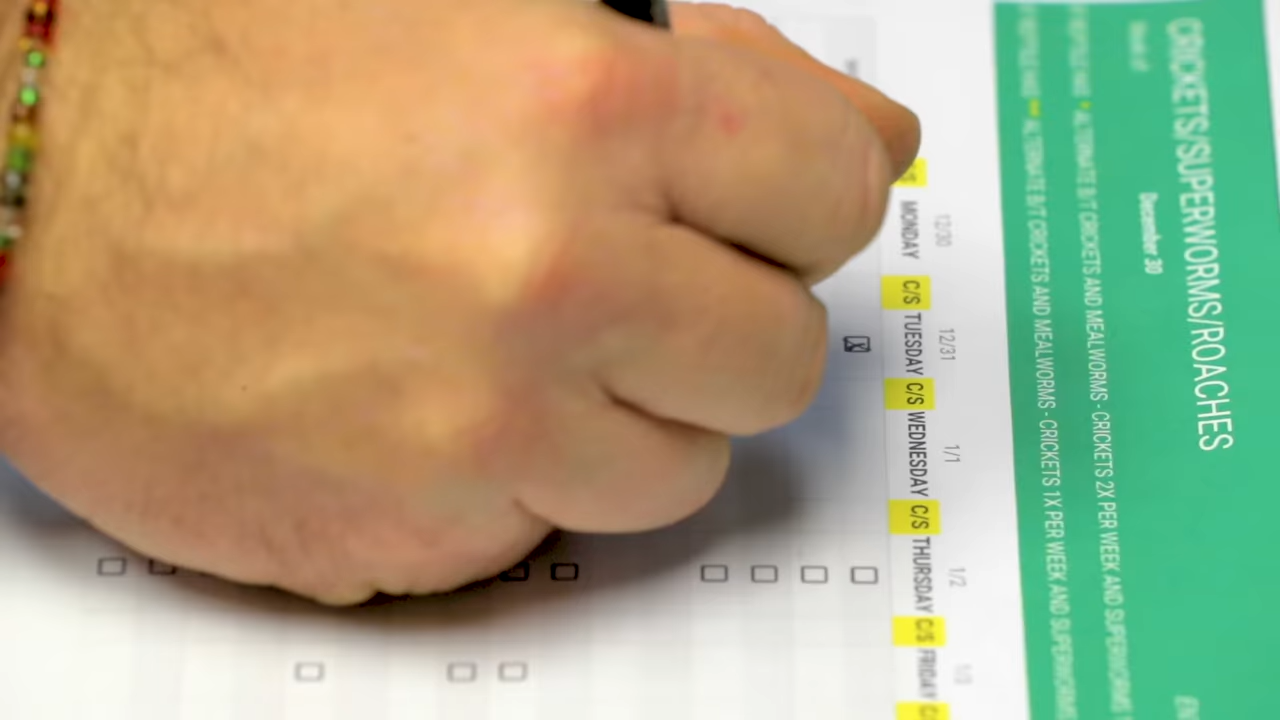 CRICKETS/SUPERWORMS/ROACHES
Week of December 30
* ALTERNATE B/T CRICKETS AND MEALWORMS - CRICKETS 2X PER WEEK AND SUPERWORMS
** ALTERNATE B/T CRICKETS AND MEALWORMS - CRICKETS 1X PER WEEK AND SUPERWORMS
12/30 12/31 1/1 1/2 1/3
MONDAY C/S TUESDAY C/S WEDNESDAY C/S THURSDAY C/S FRIDAY